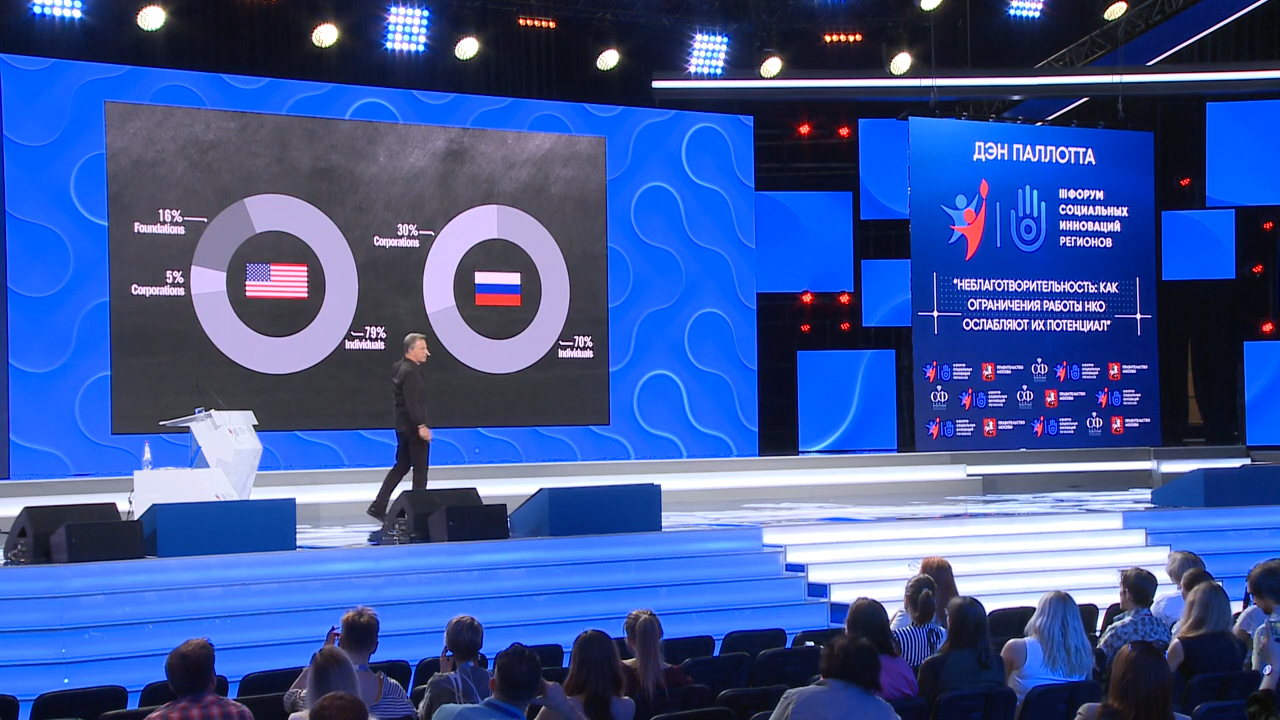 16%
Foundations
5%
Corporations
79%
Individuals
30%
Corporations
70%
Individuals
ДЭН ПАЛЛОТТА
III ФОРУМ
СОЦИАЛЬНЫХ
ИННОВАЦИЙ
РЕГИОНОВ
"НЕБЛАГОТВОРИТЕЛЬНОСТЬ: КАК
ОГРАНИЧЕНИЯ РАБОТЫ НКО
ОСЛАБЛЯЮТ ИХ ПОТЕНЦИАЛ"